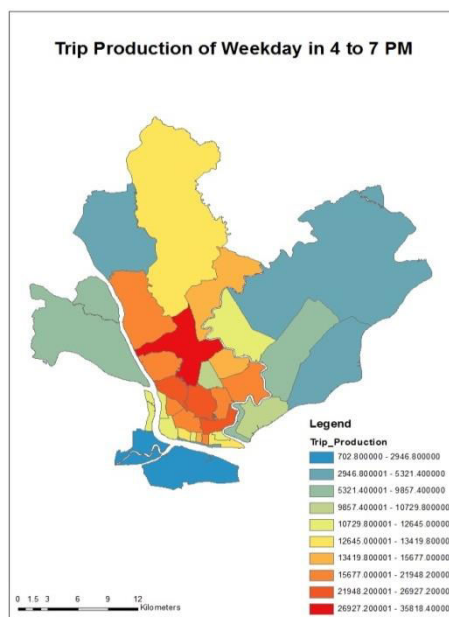 Trip Production of Weekday in 4 to 7 PM
Legend
Trip_Production
702.800000 - 2946.800000
2946.800001 - 5321.400000
5321.400001 - 9857.400000
9857.400001 - 10729.800000
10729.800001 - 12645.00000
12645.000001 - 13419.80000
13419.800001 - 15677.00000
15677.000001 - 21948.20000
21948.200001 - 26927.20000
26927.200001 - 35818.40000
0 1.5 3 6 9 12
Kilometers